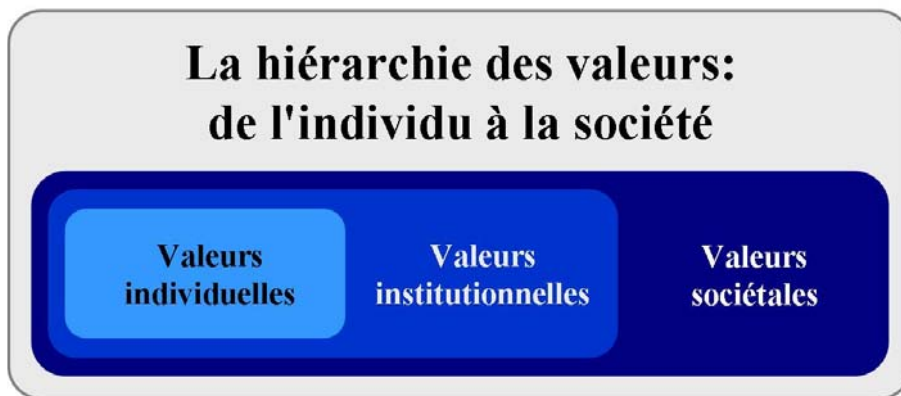 La hiérarchie des valeurs:
de l'individu à la société
Valeurs
individuelles
Valeurs
institutionnelles
Valeurs
sociétales